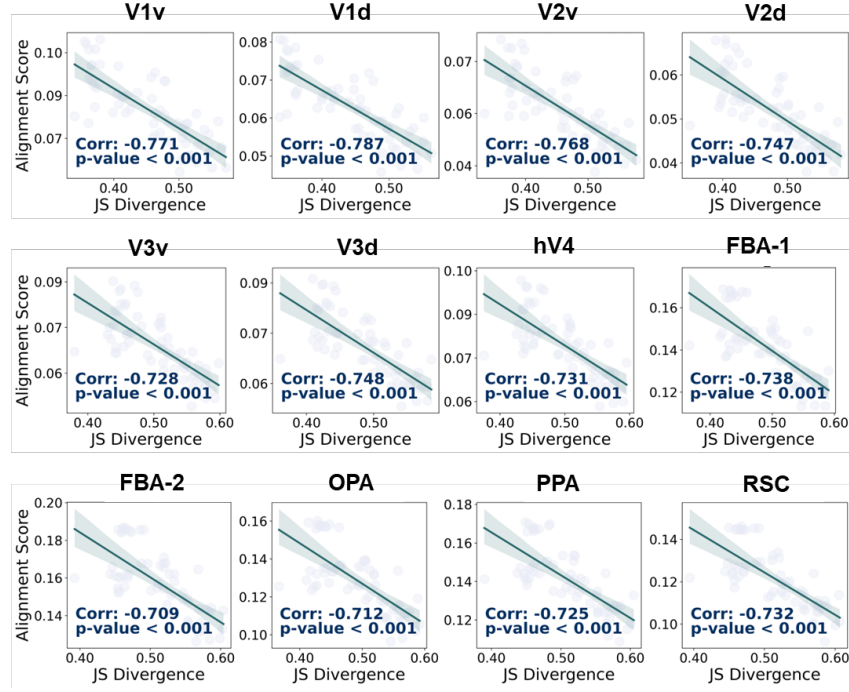 V1v V1d V2v V2d
Alignment Score
0.10
0.09
0.07
Corr: -0.771
p-value < 0.001
0.40 0.50
JS Divergence
0.08
0.07
0.06
0.05
Corr: -0.787
p-value < 0.001
0.40 0.50
JS Divergence
0.07
0.06
0.04
Corr: -0.768
p-value < 0.001
0.40 0.50
JS Divergence
0.06
0.05
0.04
Corr: -0.747
p-value < 0.001
0.40 0.50
JS Divergence
V3v V3d hV4 FBA-1
Alignment Score
0.09
0.07
0.06
Corr: -0.728
p-value < 0.001
0.40 0.50 0.60
JS Divergence
0.09
0.07
0.06
Corr: -0.748
p-value < 0.001
0.40 0.50
JS Divergence
0.10
0.09
0.07
0.06
Corr: -0.731
p-value < 0.001
0.40 0.50 0.60
JS Divergence
0.16
0.14
0.12
Corr: -0.738
p-value < 0.001
0.40 0.50 0.60
JS Divergence
FBA-2 OPA PPA RSC
Alignment Score
0.20
0.18
0.16
0.14
Corr: -0.709
p-value < 0.001
0.40 0.50 0.60
JS Divergence
0.16
0.14
0.13
0.10
Corr: -0.712
p-value < 0.001
0.40 0.50 0.60
JS Divergence
0.18
0.16
0.14
0.12
Corr: -0.725
p-value < 0.001
0.40 0.50 0.60
JS Divergence
0.14
0.12
0.10
Corr: -0.732
p-value < 0.001
0.40 0.50 0.60
JS Divergence